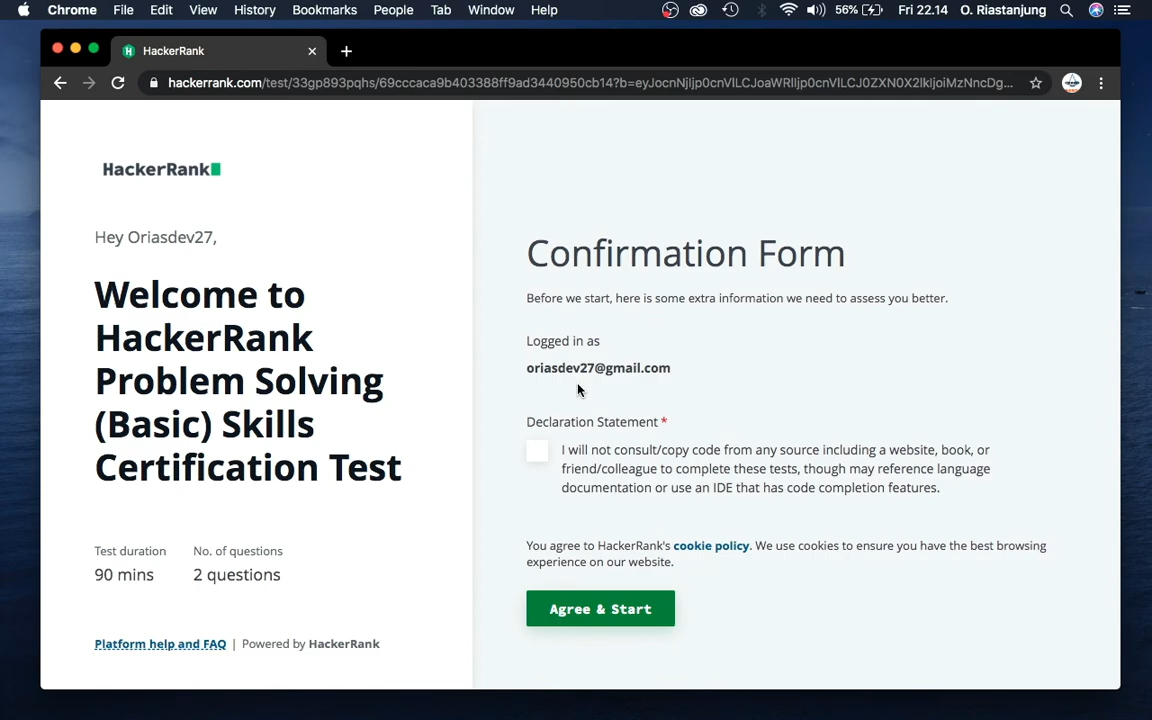 Chrome File Edit View History Bookmarks People Tab Window Help 56% Fri 22.14 O. Riastanjung
HackerRank
hackerrank.com/test/33gp893pqhs/69cccaca9b403388ff9ad3440950cb14?b=eyJocnNjIjp0cnVlLCJoaWRlIjp0cnVlLCJ0ZXN0X2lkIjoiMzNncDg...
HackerRank
Hey Oriasdev27,
Welcome to
HackerRank
Problem Solving
(Basic) Skills
Certification Test
Test duration No. of questions
90 mins 2 questions
Platform help and FAQ | Powered by HackerRank
Confirmation Form
Before we start, here is some extra information we need to assess you better.
Logged in as
oriasdev27@gmail.com
Declaration Statement *
I will not consult/copy code from any source including a website, book, or
friend/colleague to complete these tests, though may reference language
documentation or use an IDE that has code completion features.
You agree to HackerRank's cookie policy. We use cookies to ensure you have the best browsing
experience on our website.
Agree & Start